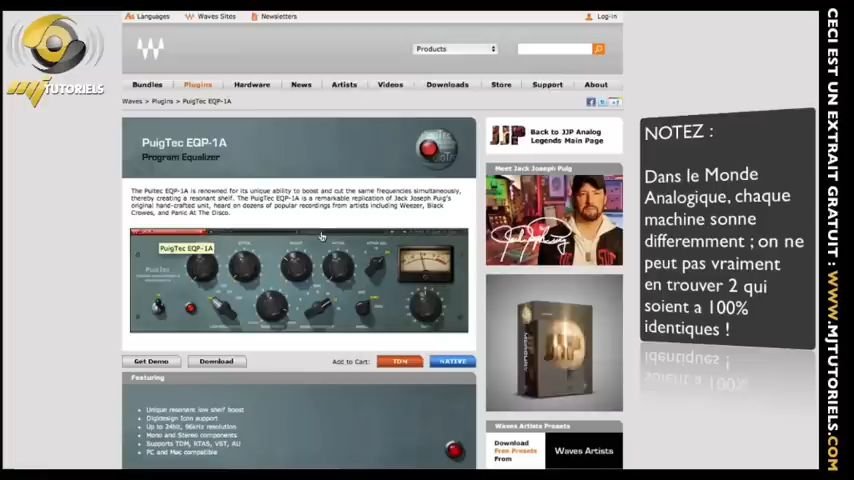 Languages
Waves Sites
Newsletters
Log-in
MJ TUTORIELS
Products
Bundles
Plugins
Hardware
News
Artists
Videos
Downloads
Store
Support
About
Waves > Plugins > PuigTec EQP-1A
PuigTec EQP-1A
Program Equalizer
The Pultec EQP-1A is renowned for its unique ability to boost and cut the same frequencies simultaneously,
thereby creating a resonant shelf. The PuigTec EQP-1A is a remarkable replication of Jack Joseph Puig's
original hand-crafted unit, heard on dozens of popular recordings from artists including Weezer, Black
Crowes, and Panic At The Disco.
PuigTec EQP-1A
Get Demo
Download
Add to Cart:
TDM
NATIVE
Featuring
• Unique resonant low shelf boost
• Digidesign Icon support
• Up to 24bit, 96kHz resolution
• Mono and Stereo components
• Supports TDM, RTAS, VST, AU
• PC and Mac compatible
JJP
Back to JJP Analog
Legends Main Page
Meet Jack Joseph Puig
JJP
Waves Artists Presets
Download
Free Presets
From
Waves Artists
NOTEZ :
Dans le Monde
Analogique, chaque
machine sonne
differemment ; on ne
peut pas vraiment
en trouver 2 qui
soient a 100%
identiques !
CECI EST UN EXTRAIT GRATUIT : WWW.MJTUTORIELS.COM